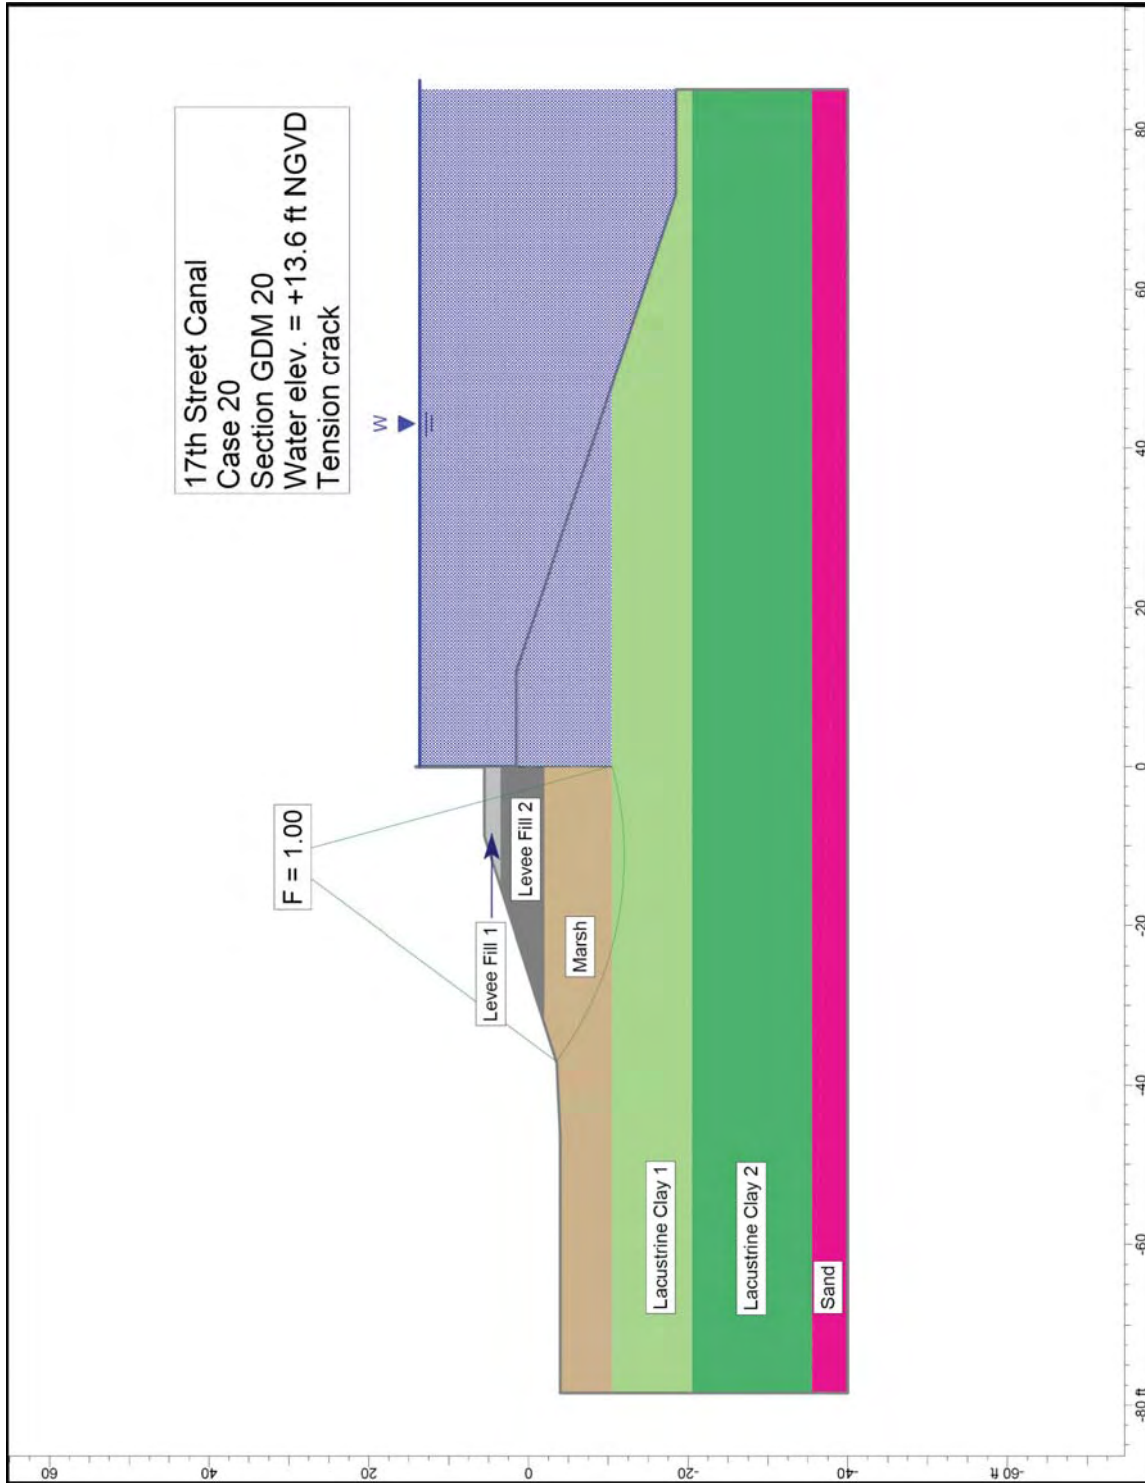 17th Street Canal
Case 20
Section GDM 20
Water elev. = +13.6 ft NGVD
Tension crack
W
F = 1.00
Levee Fill 1
Levee Fill 2
Marsh
Lacustrine Clay 1
Lacustrine Clay 2
Sand
60
40
20
0
-20
-40
-60 ft
-80 ft
-60
-40
-20
0
20
40
60
80